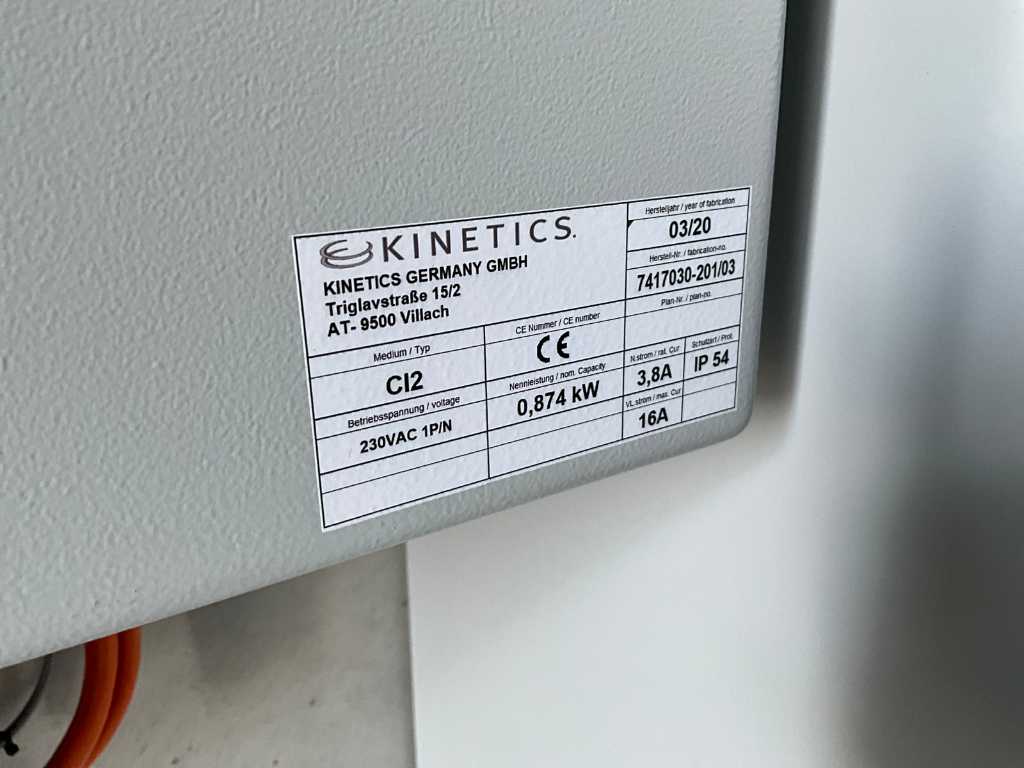 KINETICS.
KINETICS GERMANY GMBH
Triglavstraße 15/2
AT- 9500 Villach
Herstelljahr / year of fabrication
03/20
Herstell-Nr. / fabrication-no.
7417030-201/03
Plan-Nr. / plan-no.
Medium / Typ
CI2
CE Nummer / CE number
CE
Betriebsspannung / voltage
230VAC 1P/N
Nennleistung / nom. Capacity
0,874 kW
N.strom / rat. Cur
3,8A
Schutzart / Prot.
IP 54
VL.strom / max. Cur
16A